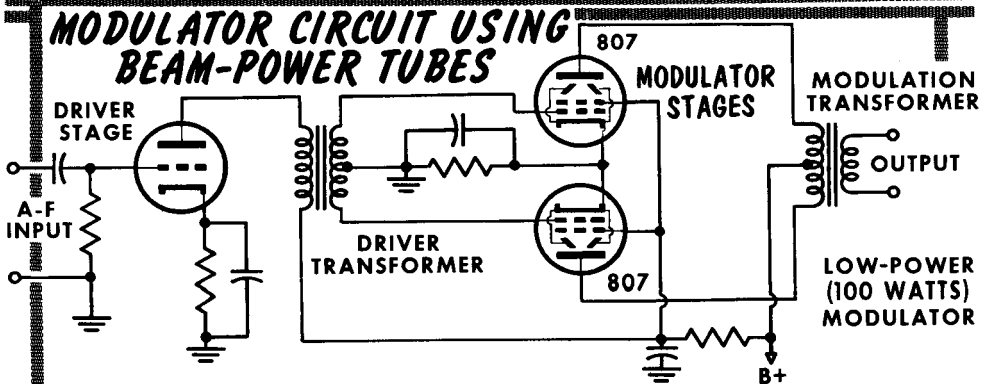 MODULATOR CIRCUIT USING
BEAM-POWER TUBES
807
MODULATOR
STAGES
MODULATION
TRANSFORMER
DRIVER
STAGE
OUTPUT
A-F
INPUT
DRIVER
TRANSFORMER
807
LOW-POWER
(100 WATTS)
MODULATOR
B+